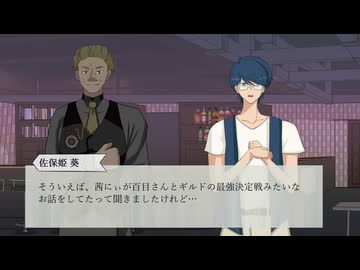 佐保姫 葵
そういえば、茜にぃが百目さんとギルドの最強決定戦みたいな
お話をしてたって聞きましたけれど…